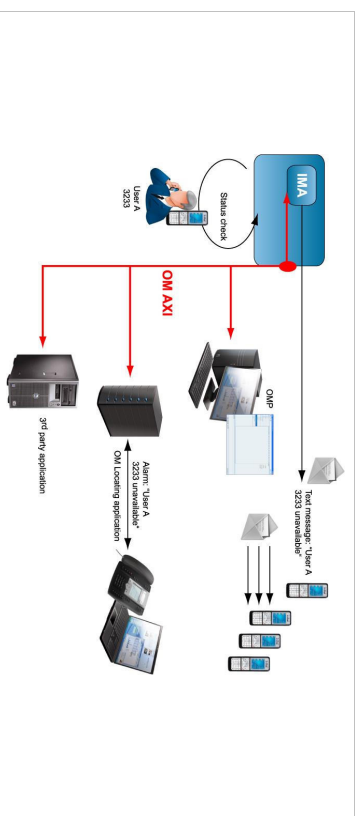 IMA
Status check
User A
3233
OM AXI
Text message: "User A
3233 unavailable"
OMP
Alarm: "User A
3233 unavailable"
OM Locating application
3rd party application